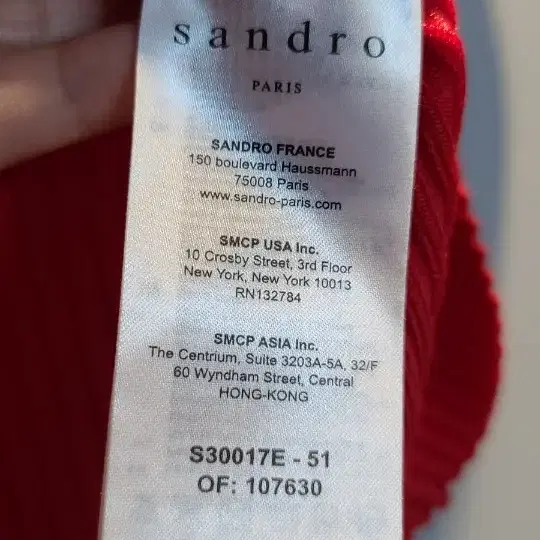 sandro
PARIS
SANDRO FRANCE
150 boulevard Haussmann
75008 Paris
www.sandro-paris.com
SMCP USA Inc.
10 Crosby Street, 3rd Floor
New York, New York 10013
RN132784
SMCP ASIA Inc.
The Centrium, Suite 3203A-5A, 32/F
60 Wyndham Street, Central
HONG-KONG
S30017E - 51
OF: 107630